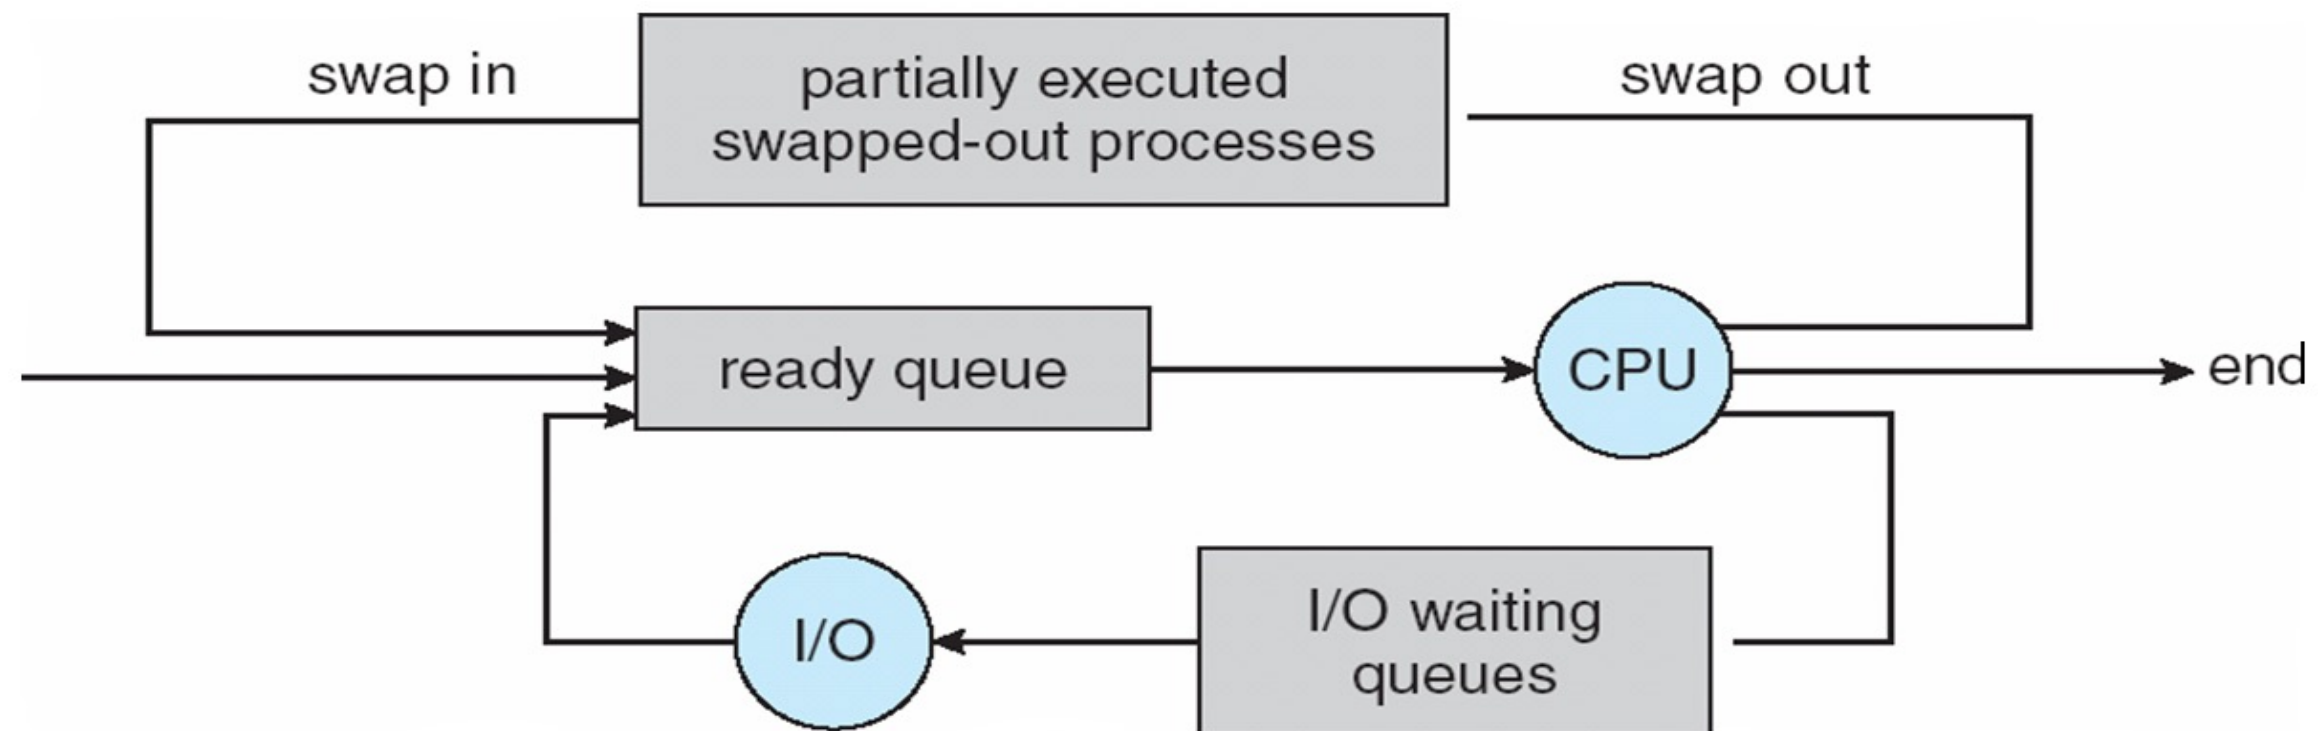 swap in
partially executed
swapped-out processes
swap out
ready queue
CPU
end
I/O
I/O waiting
queues